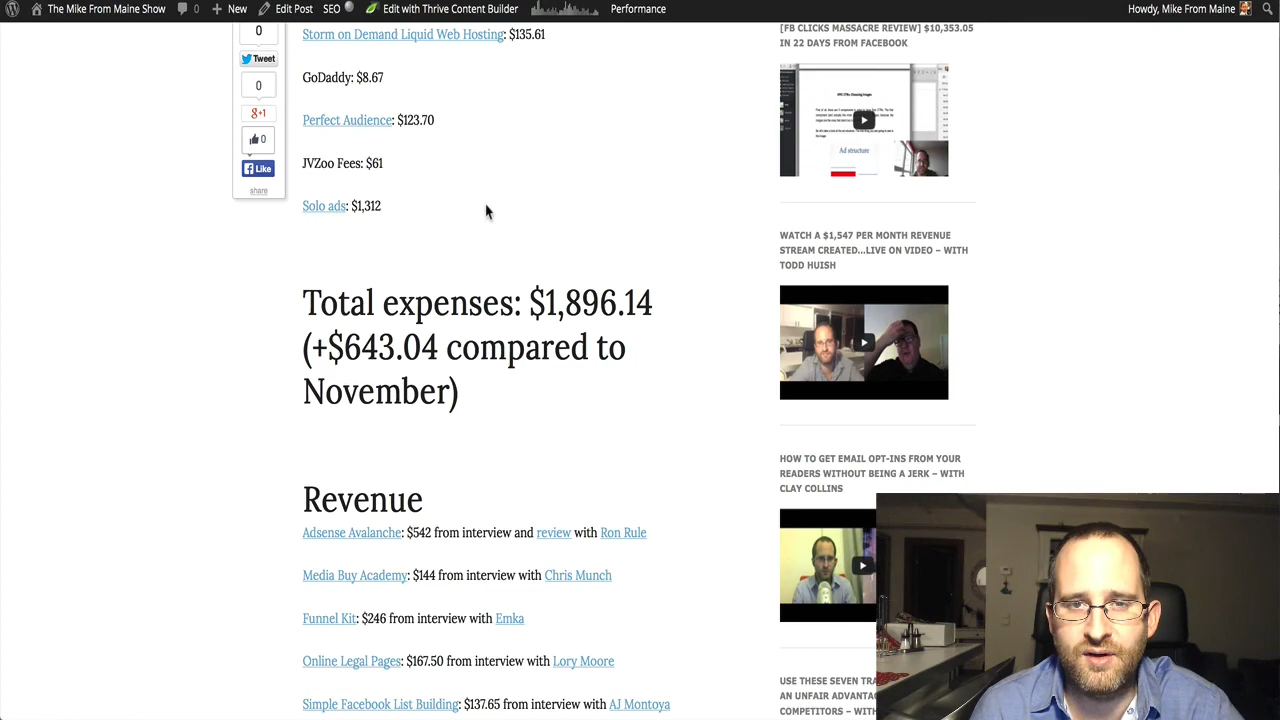 The Mike From Maine Show
0
New
Edit Post
SEO
Edit with Thrive Content Builder
Performance
Howdy, Mike From Maine
0
Tweet
0
g+1
0
Like
share
Storm on Demand Liquid Web Hosting: $135.61
GoDaddy: $8.67
Perfect Audience: $123.70
JVZoo Fees: $61
Solo ads: $1,312
Total expenses: $1,896.14
(+$643.04 compared to
November)
Revenue
Adsense Avalanche: $542 from interview and review with Ron Rule
Media Buy Academy: $144 from interview with Chris Munch
Funnel Kit: $246 from interview with Emka
Online Legal Pages: $167.50 from interview with Lory Moore
Simple Facebook List Building: $137.65 from interview with AJ Montoya
[FB CLICKS MASSACRE REVIEW] $10,353.05
IN 22 DAYS FROM FACEBOOK
Ad structure
WATCH A $1,547 PER MONTH REVENUE
STREAM CREATED...LIVE ON VIDEO – WITH
TODD HUISH
HOW TO GET EMAIL OPT-INS FROM YOUR
READERS WITHOUT BEING A JERK – WITH
CLAY COLLINS
USE THESE SEVEN
AN UNFAIR
COMPETITORS –